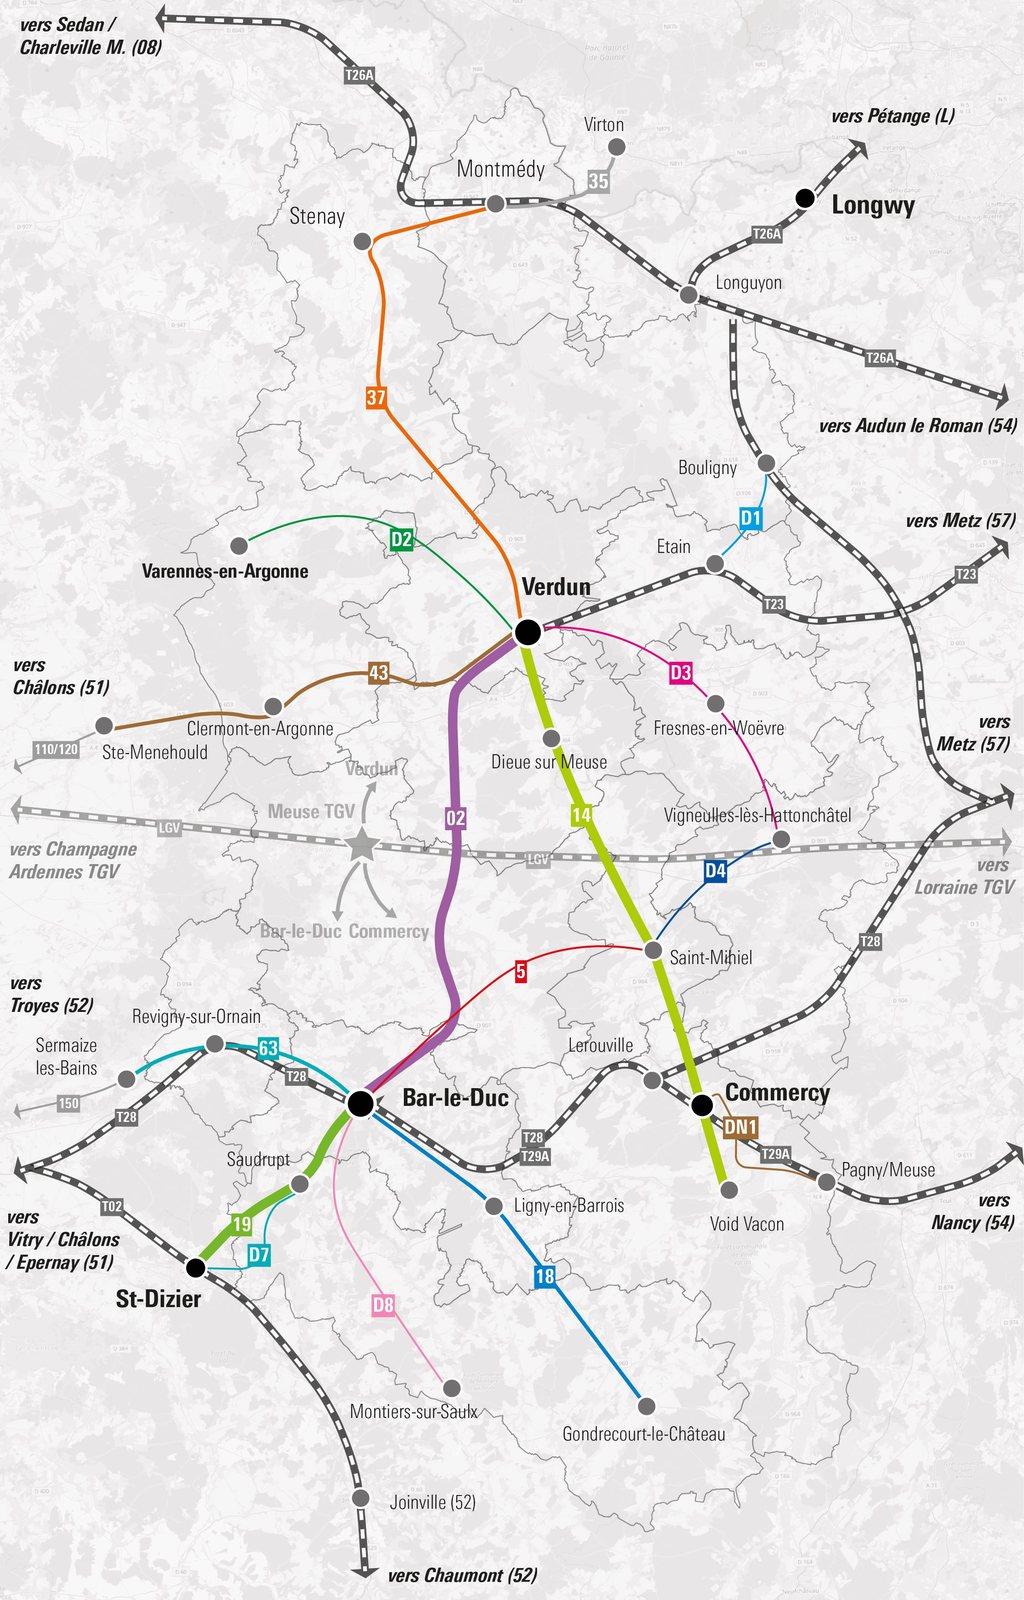 vers Sedan /
Charleville M. (08)
T26A
Virton
vers Pétange (L)
Montmédy
35
Longwy
Stenay
T26A
Longuyon
T26A
37
vers Audun le Roman (54)
Bouligny
D1
vers Metz (57)
D2
Etain
Varennes-en-Argonne
T23
Verdun
T23
vers
Châlons (51)
43
D3
Clermont-en-Argonne
Fresnes-en-Woëvre
vers
Metz (57)
110/120
Ste-Menehould
Dieue sur Meuse
Verdun
Meuse TGV
02
14
Vigneulles-lès-Hattonchâtel
LGV
vers Champagne
Ardennes TGV
LGV
D4
vers
Lorraine TGV
Bar-le-Duc
Commercy
T28
5
Saint-Mihiel
vers
Troyes (52)
Revigny-sur-Ornain
Sermaize
les-Bains
63
Lerouville
T28
150
T28
Bar-le-Duc
Commercy
DN1
T28
T29A
T29A
Saudrupt
Pagny/Meuse
T02
vers
Vitry / Châlons
/ Epernay (51)
19
D7
Ligny-en-Barrois
Void Vacon
vers
Nancy (54)
18
St-Dizier
D8
Montiers-sur-Saulx
Gondrecourt-le-Château
Joinville (52)
vers Chaumont (52)